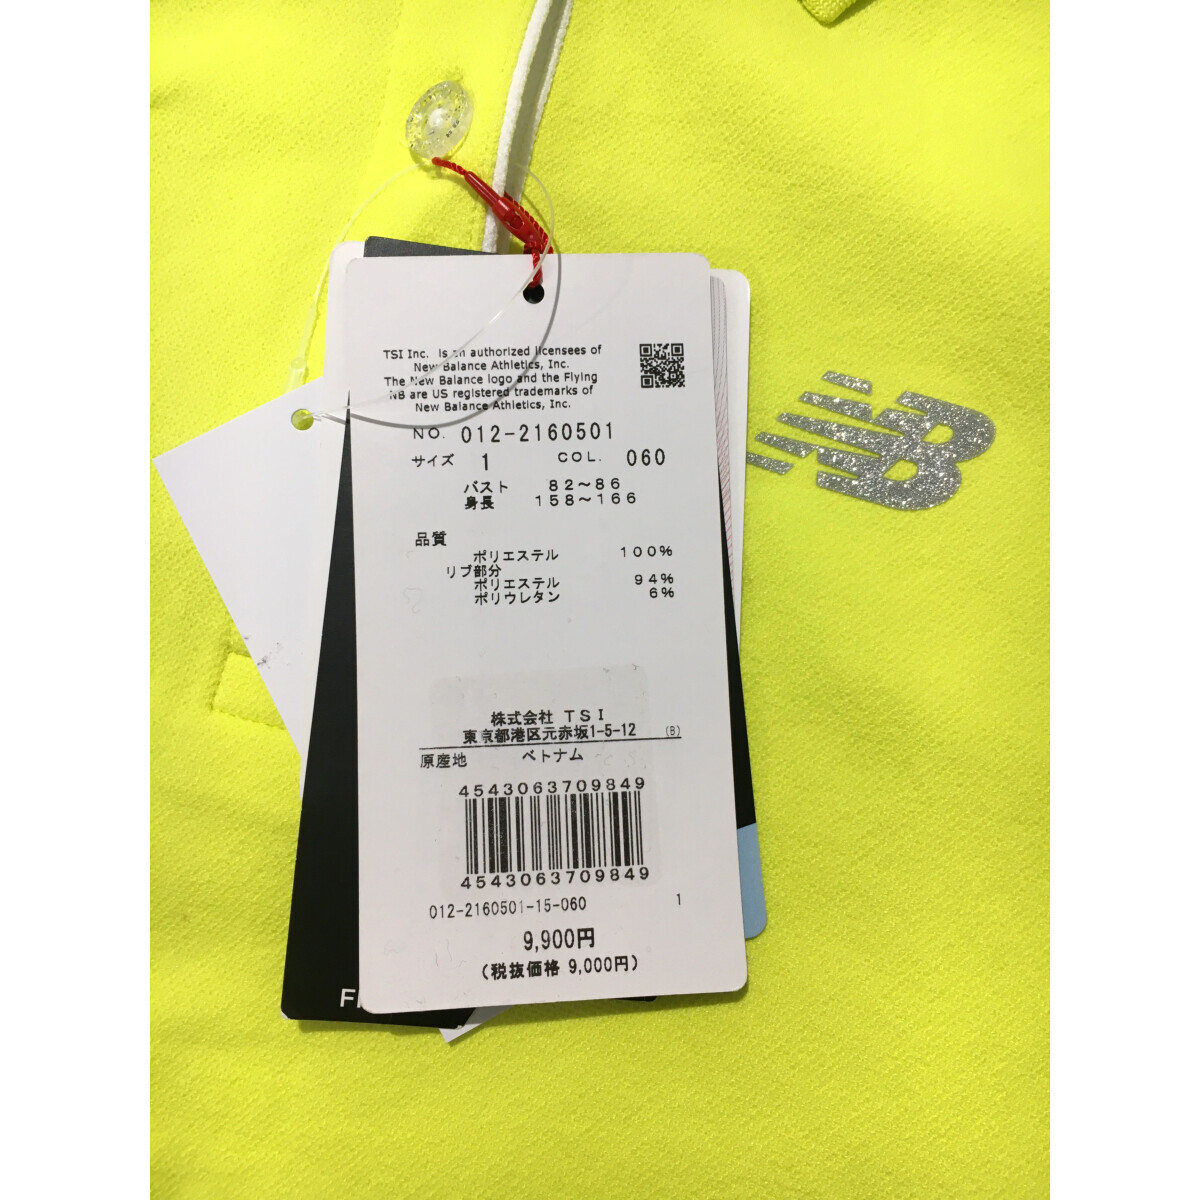 TSI Inc. is an authorized licensees of
New Balance Athletics, Inc.
The New Balance logo and the Flying
NB are US registered trademarks of
New Balance Athletics, Inc.
NO. 012-2160501
サイズ 1 COL. 060
バスト 82〜86
身長 158〜166
品質
ポリエステル 100%
リブ部分
ポリエステル 94%
ポリウレタン 6%
株式会社 TSI
東京都港区元赤坂1-5-12 (B)
原産地 ベトナム
4543063709849
4543063709849
012-2160501-15-060 1
9,900円
(税抜価格 9,000円)
NB